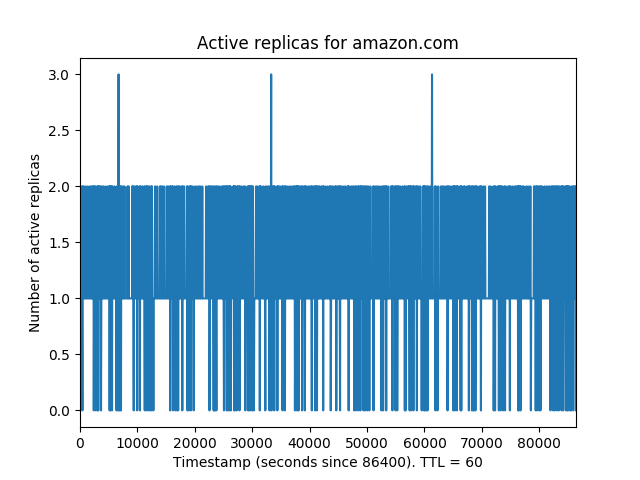 Active replicas for amazon.com
Number of active replicas
3.0
2.5
2.0
1.5
1.0
0.5
0.0
0 10000 20000 30000 40000 50000 60000 70000 80000
Timestamp (seconds since 86400). TTL = 60